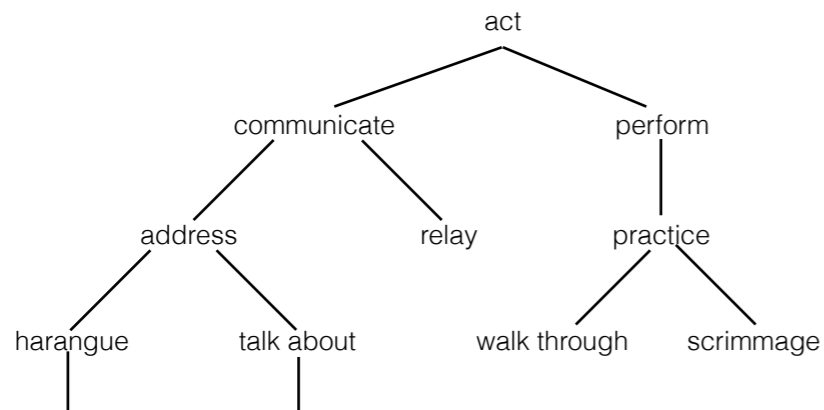 act
communicate perform
address relay practice
harangue talk about walk through scrimmage